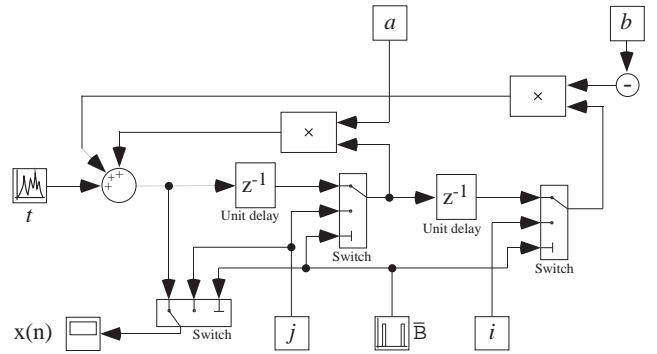 a
b
-
×
×
++
+
t
z-1
Unit delay
Switch
z-1
Unit delay
Switch
x(n)
Switch
j
B̅
i